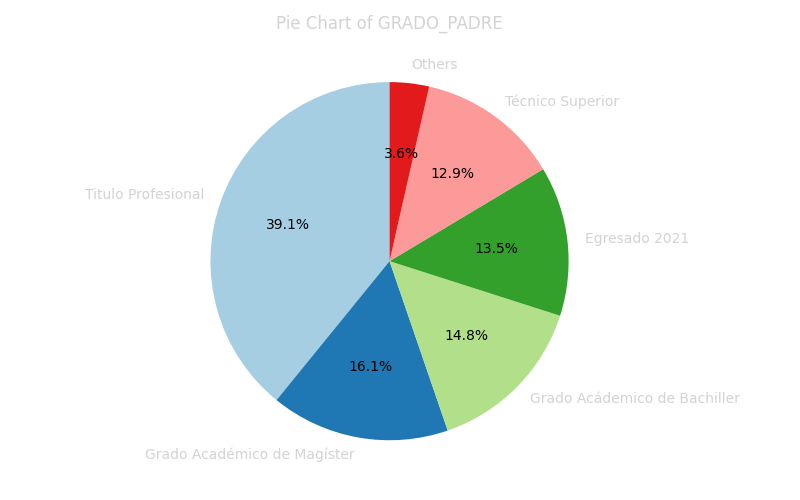 Pie Chart of GRADO_PADRE
Others
Técnico Superior
3.6%
12.9%
Titulo Profesional
39.1%
Egresado 2021
13.5%
14.8%
16.1%
Grado Acádemico de Bachiller
Grado Académico de Magíster